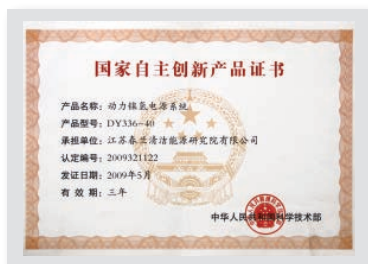 国家自主创新产品证书
产品名称：动力镍氢电源系统
产品型号：DY336-40
承担单位：江苏春兰清洁能源研究院有限公司
认定编号：2009321122
发证日期：2009年5月
有 效 期：三年
中华人民共和国科学技术部